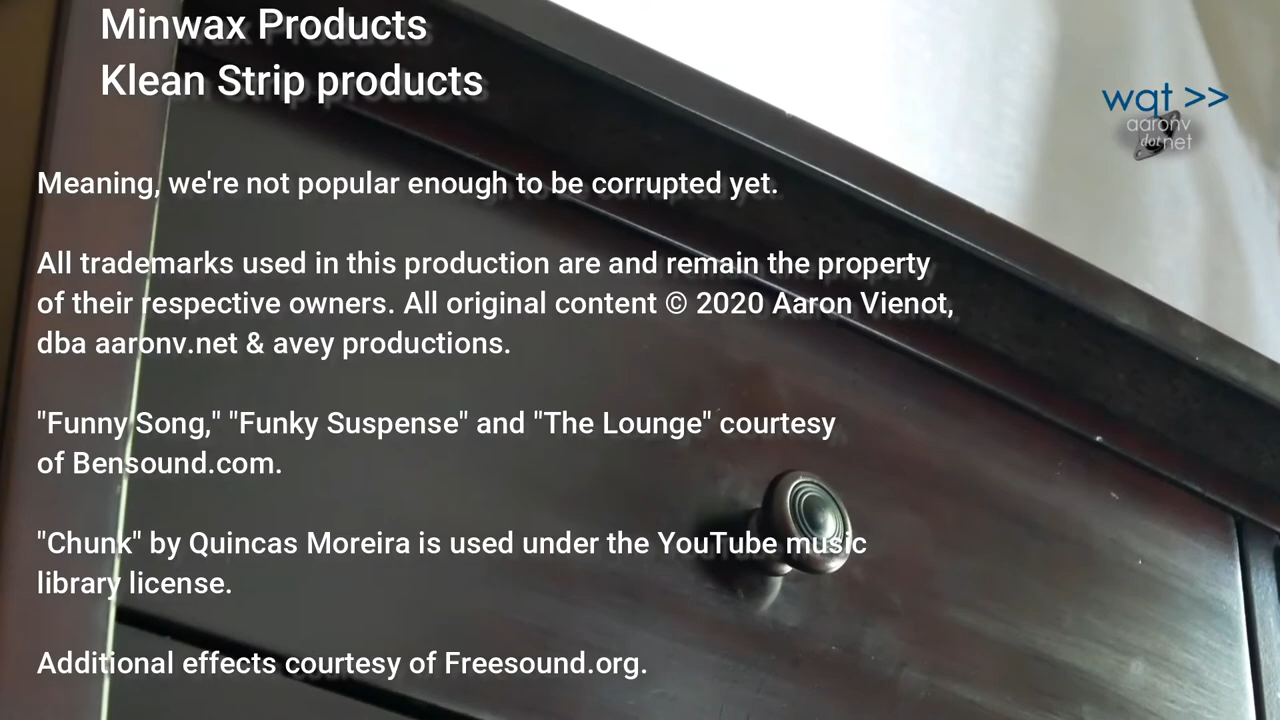 Minwax Products
Klean Strip products
wqt >>
aaronv
dotnet
Meaning, we're not popular enough to be corrupted yet.
All trademarks used in this production are and remain the property
of their respective owners. All original content © 2020 Aaron Vienot,
dba aaronv.net & avey productions.
"Funny Song," "Funky Suspense" and "The Lounge" courtesy
of Bensound.com.
"Chunk" by Quincas Moreira is used under the YouTube music
library license.
Additional effects courtesy of Freesound.org.